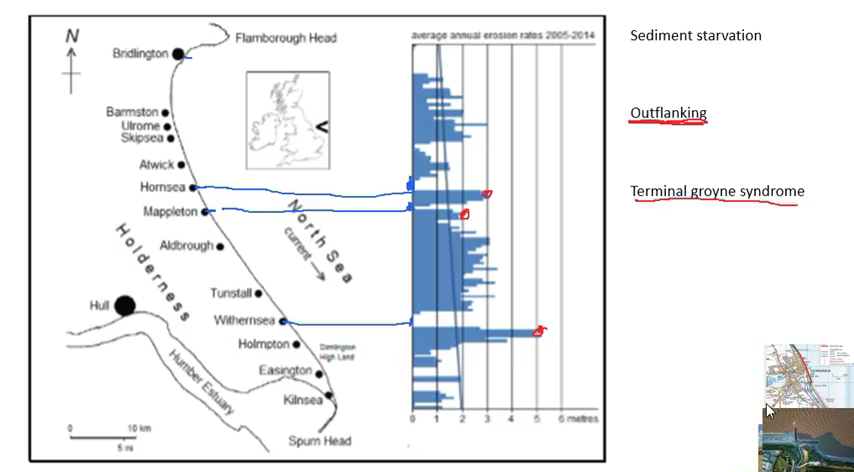 N
Flamborough Head
average annual erosion rates 2005-2014
Sediment starvation
Bridlington
Barmston
Ulrome
Skipsea
Outflanking
Atwick
Hornsea
Terminal groyne syndrome
Mappleton
North Sea
current
Holderness
Aldbrough
Tunstall
Hull
Withernsea
Holmpton
Dimlington
High Land
Humber Estuary
Easington
Kilnsea
Spurn Head
0 10 km
5 mi
0 1 2 3 4 5 6 metres